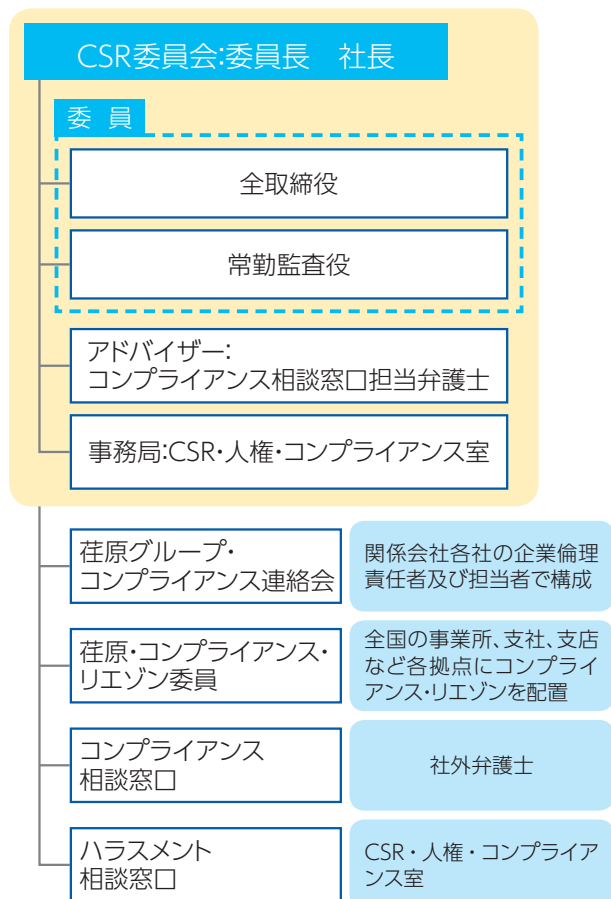 CSR委員会:委員長　社長
委 員
全取締役
常勤監査役
アドバイザー:
コンプライアンス相談窓口担当弁護士
事務局:CSR・人権・コンプライアンス室
荏原グループ・
コンプライアンス連絡会
関係会社各社の企業倫理
責任者及び担当者で構成
荏原・コンプライアンス・
リエゾン委員
全国の事業所、支社、支店
など各拠点にコンプライ
アンス・リエゾンを配置
コンプライアンス
相談窓口
社外弁護士
ハラスメント
相談窓口
CSR・人権・コンプライア
ンス室